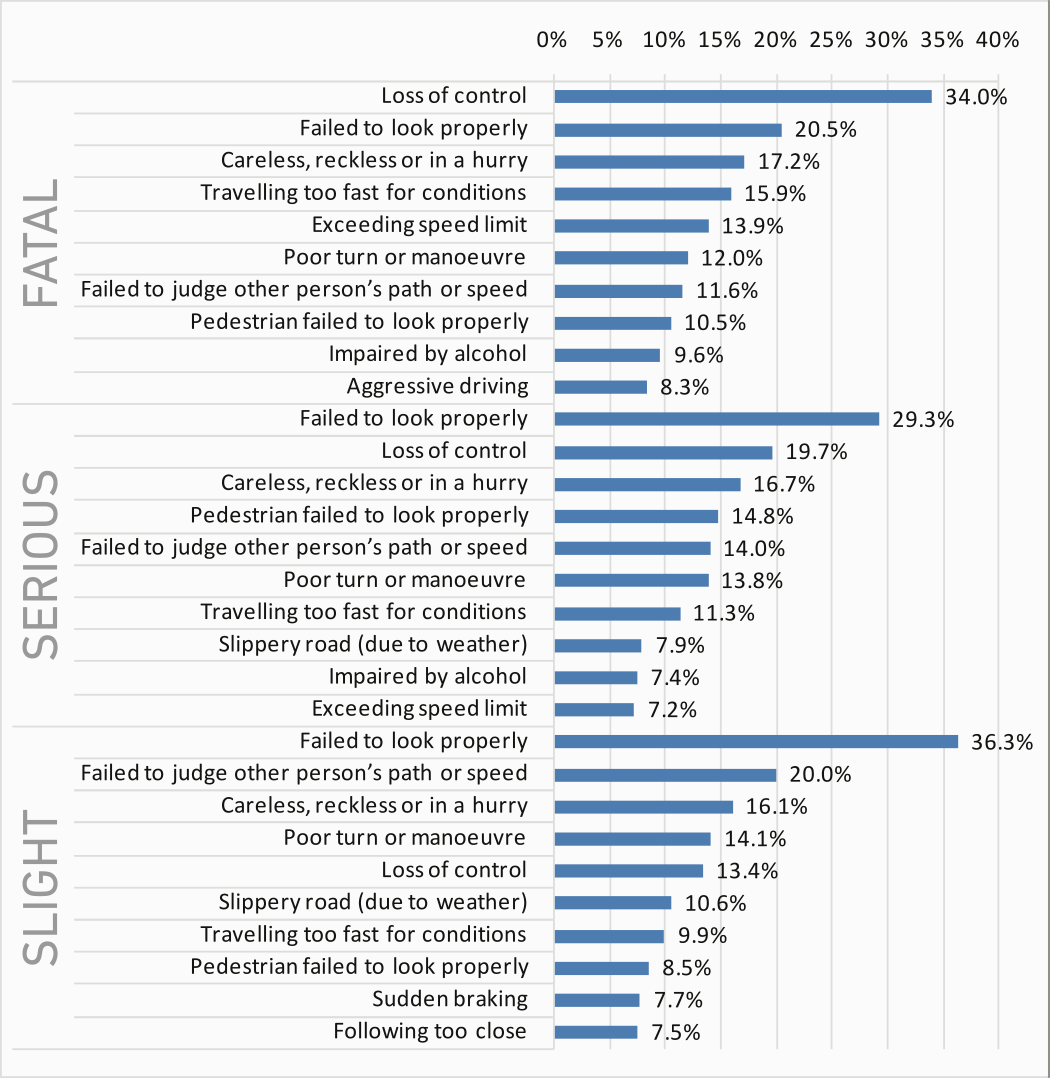 0% 5% 10% 15% 20% 25% 30% 35% 40%
FATAL
Loss of control 34.0%
Failed to look properly 20.5%
Careless, reckless or in a hurry 17.2%
Travelling too fast for conditions 15.9%
Exceeding speed limit 13.9%
Poor turn or manoeuvre 12.0%
Failed to judge other person’s path or speed 11.6%
Pedestrian failed to look properly 10.5%
Impaired by alcohol 9.6%
Aggressive driving 8.3%
SERIOUS
Failed to look properly 29.3%
Loss of control 19.7%
Careless, reckless or in a hurry 16.7%
Pedestrian failed to look properly 14.8%
Failed to judge other person’s path or speed 14.0%
Poor turn or manoeuvre 13.8%
Travelling too fast for conditions 11.3%
Slippery road (due to weather) 7.9%
Impaired by alcohol 7.4%
Exceeding speed limit 7.2%
SLIGHT
Failed to look properly 36.3%
Failed to judge other person’s path or speed 20.0%
Careless, reckless or in a hurry 16.1%
Poor turn or manoeuvre 14.1%
Loss of control 13.4%
Slippery road (due to weather) 10.6%
Travelling too fast for conditions 9.9%
Pedestrian failed to look properly 8.5%
Sudden braking 7.7%
Following too close 7.5%